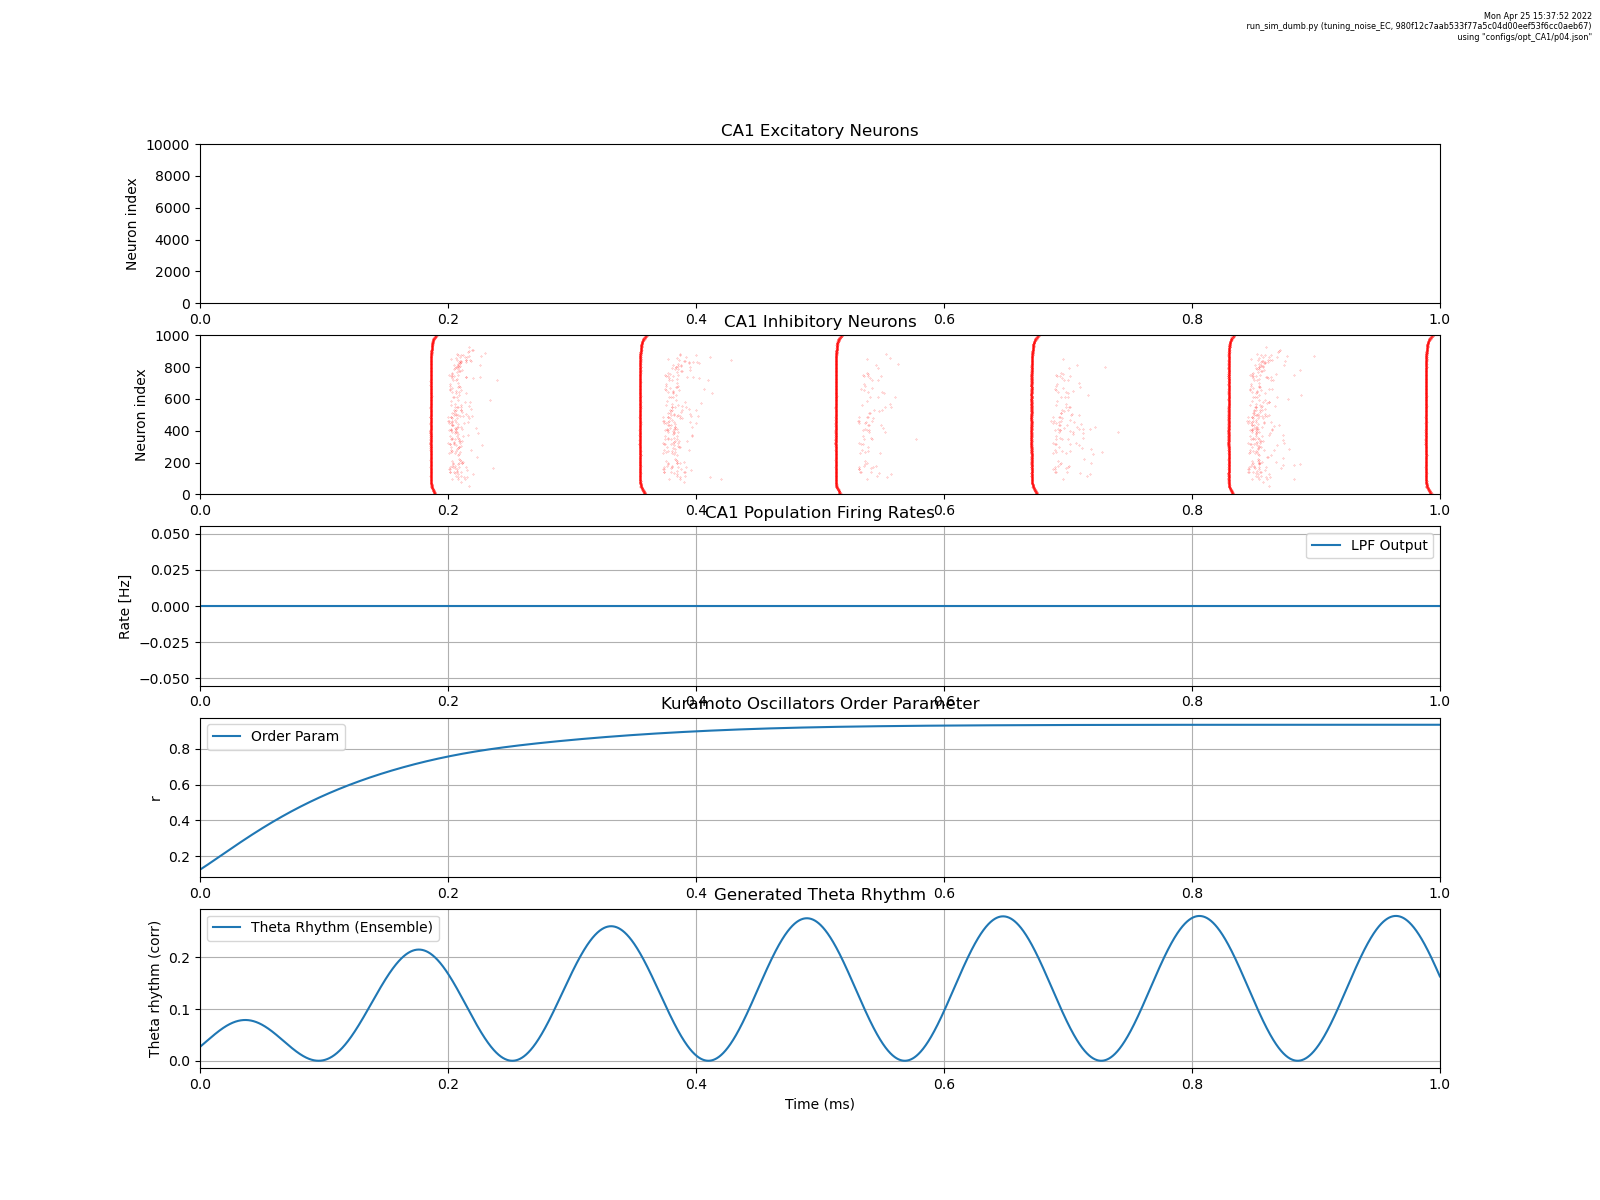 Mon Apr 25 15:37:52 2022
run_sim_dumb.py (tuning_noise_EC, 980f12c7aab533f77a5c04d00eef53f6cc0aeb67)
using "configs/opt_CA1/p04.json"
CA1 Excitatory Neurons
Neuron index
10000
8000
6000
4000
2000
0
0.0 0.2 0.4 0.6 0.8 1.0
CA1 Inhibitory Neurons
Neuron index
1000
800
600
400
200
0
0.0 0.2 0.4 0.6 0.8 1.0
CA1 Population Firing Rates
Rate [Hz]
0.050
0.025
0.000
−0.025
−0.050
LPF Output
0.0 0.2 0.4 0.6 0.8 1.0
Kuramoto Oscillators Order Parameter
r
0.8
0.6
0.4
0.2
Order Param
0.0 0.2 0.4 0.6 0.8 1.0
Generated Theta Rhythm
Theta rhythm (corr)
0.2
0.1
0.0
Theta Rhythm (Ensemble)
0.0 0.2 0.4 0.6 0.8 1.0
Time (ms)